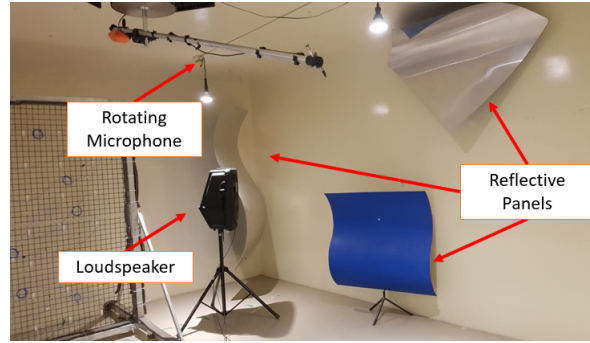 Rotating
Microphone
Reflective
Panels
Loudspeaker